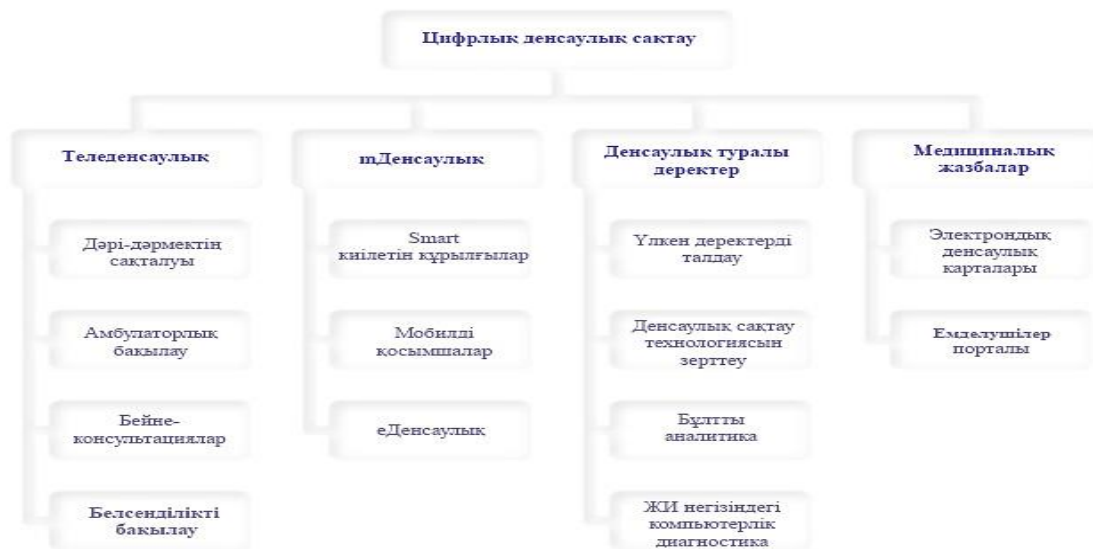 Цифрлық денсаулық сақтау
Теледенсаулық
Дәрі-дәрмектің
сақталуы
Амбулаторлық
бақылау
Бейне-
консультациялар
Белсенділікті
бақылау
mДенсаулық
Smart
киілетін құрылғылар
Мобилді
қосымшалар
еДенсаулық
Денсаулық туралы
деректер
Үлкен деректерді
талдау
Денсаулық сақтау
технологиясын
зерттеу
Бұлтты
аналитика
ЖИ негізіндегі
компьютерлік
диагностика
Медициналық
жазбалар
Электрондық
денсаулық
карталары
Емделушілер
порталы